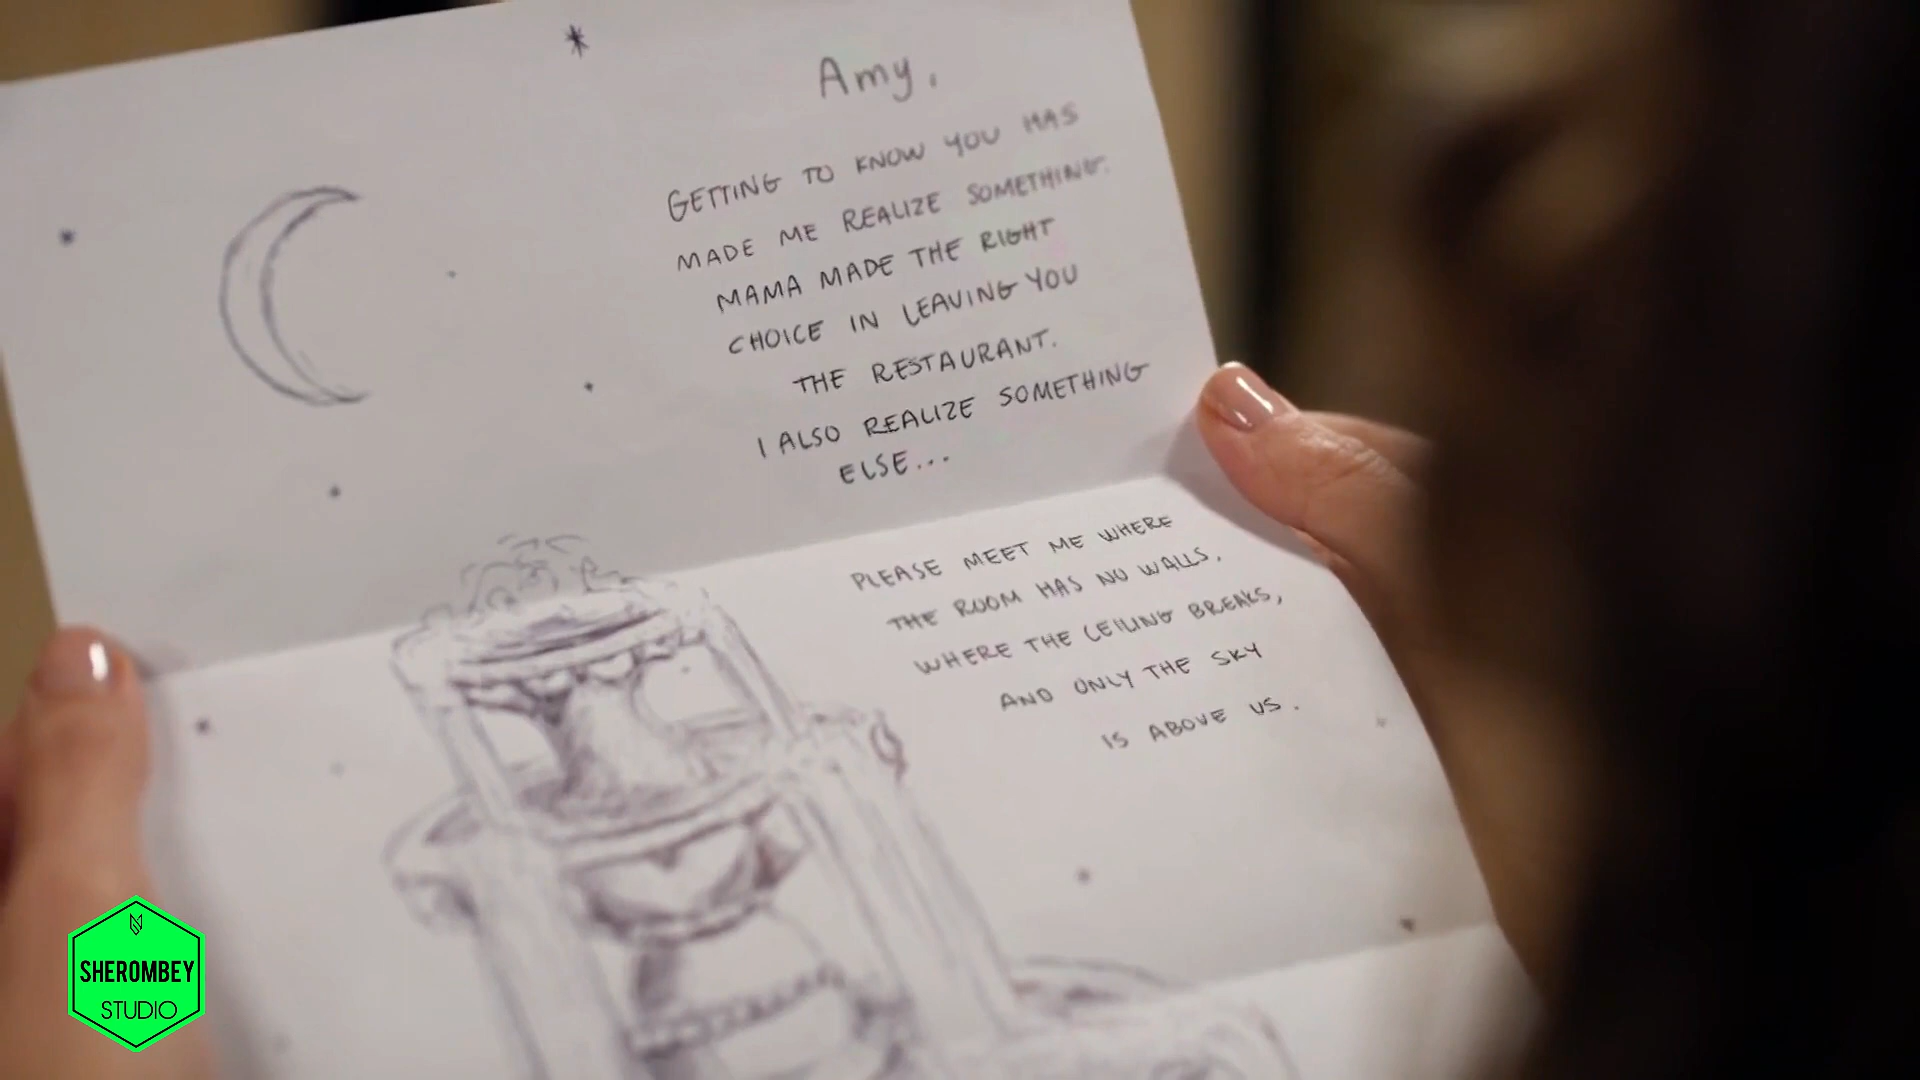 Amy,
GETTING TO KNOW YOU HAS
MADE ME REALIZE SOMETHING.
MAMA MADE THE RIGHT
CHOICE IN LEAVING YOU
THE RESTAURANT.
I ALSO REALIZE SOMETHING
ELSE...
PLEASE MEET ME WHERE
THE ROOM HAS NO WALLS,
WHERE THE CEILING BREAKS,
AND ONLY THE SKY
IS ABOVE US.
SHEROMBEY
STUDIO